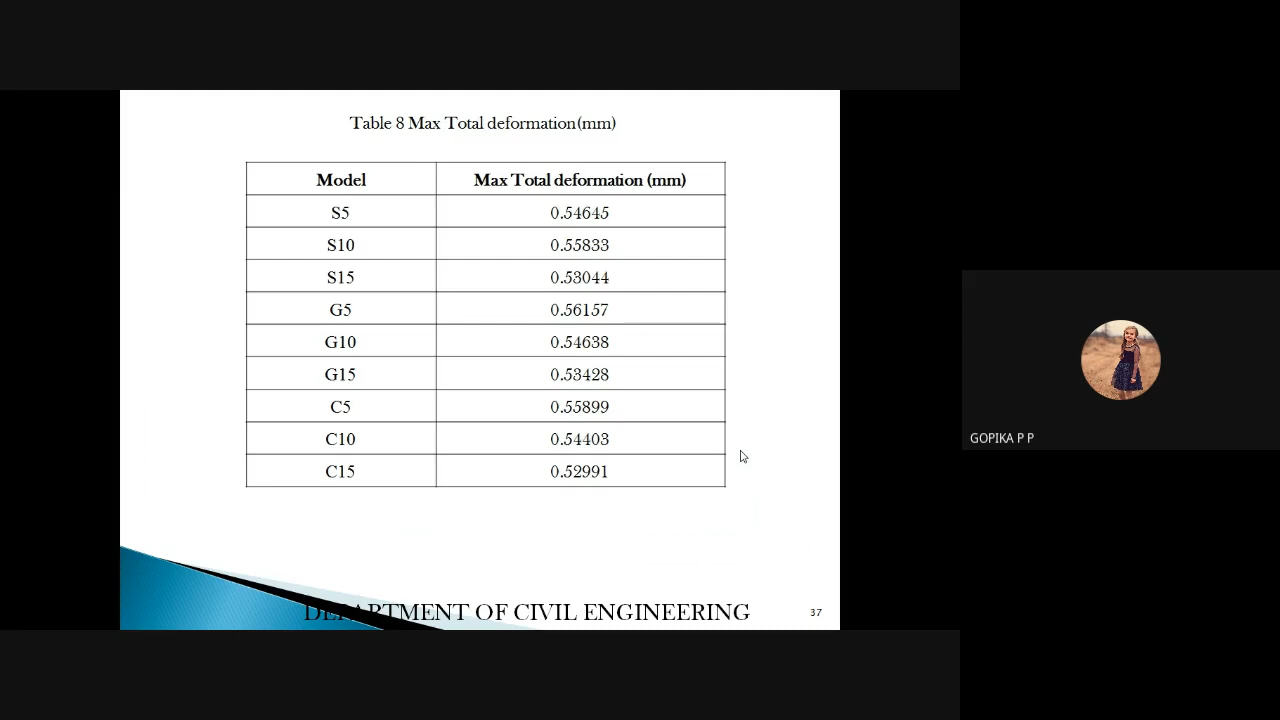 Table 8 Max Total deformation(mm)
Model Max Total deformation (mm)
S5 0.54645
S10 0.55833
S15 0.53044
G5 0.56157
G10 0.54638
G15 0.53428
C5 0.55899
C10 0.54403
C15 0.52991
DEPARTMENT OF CIVIL ENGINEERING
37
GOPIKA P P